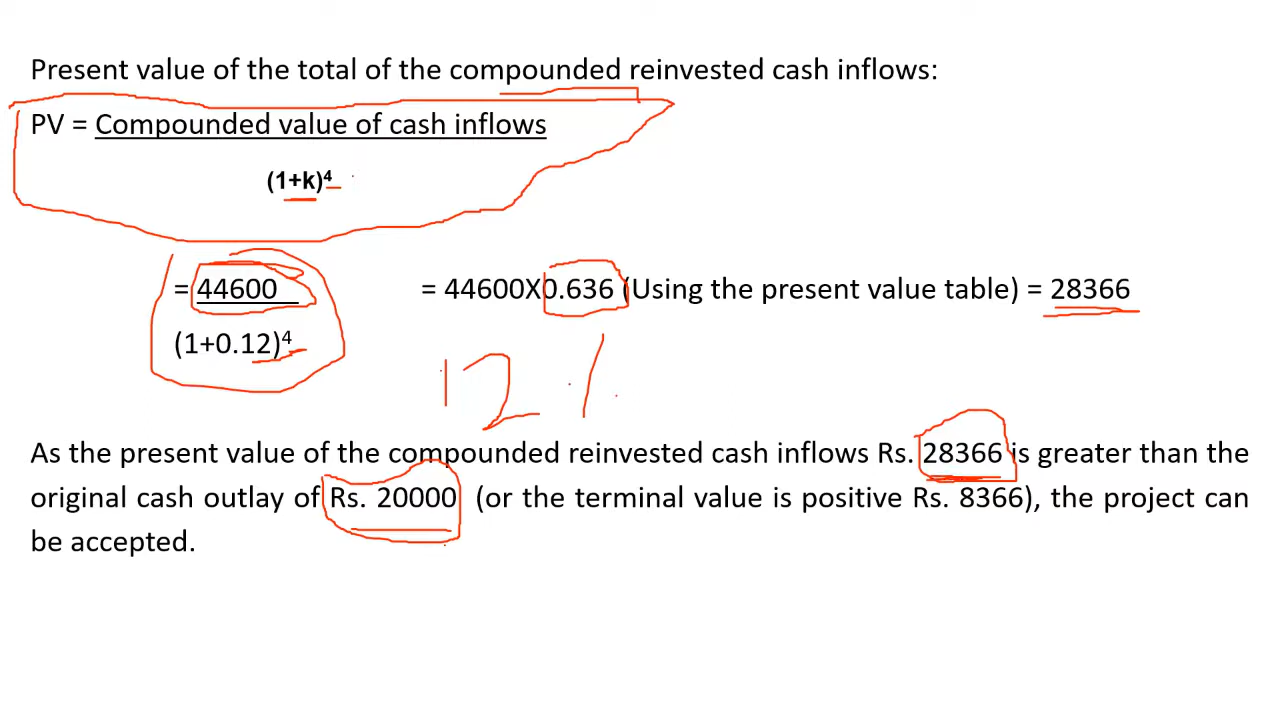 Present value of the total of the compounded reinvested cash inflows:
PV = Compounded value of cash inflows
(1+k)⁴
= 44600 = 44600X0.636 (Using the present value table) = 28366
(1+0.12)⁴
12 /
As the present value of the compounded reinvested cash inflows Rs. 28366 is greater than the
original cash outlay of Rs. 20000 (or the terminal value is positive Rs. 8366), the project can
be accepted.